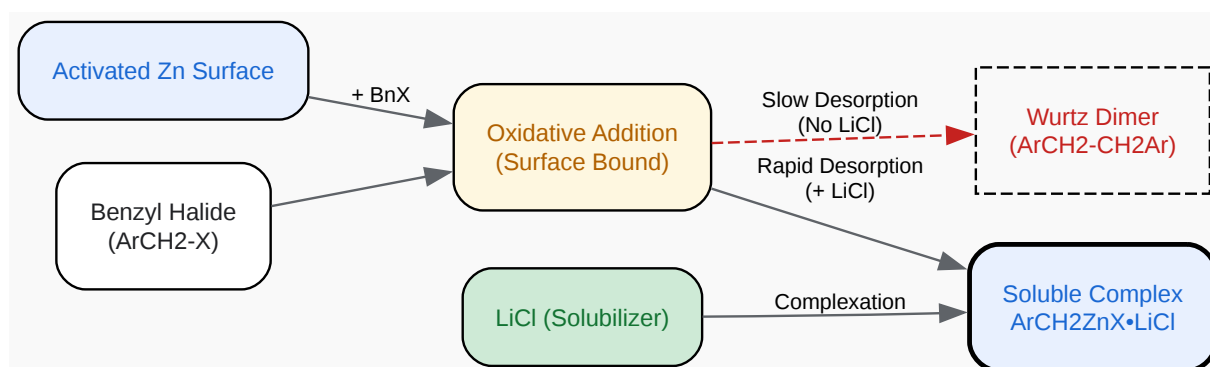 Activated Zn Surface
+ BnX
Benzyl Halide
(ArCH2-X)
Oxidative Addition
(Surface Bound)
Slow Desorption
(No LiCl)
Rapid Desorption
(+ LiCl)
Wurtz Dimer
(ArCH2-CH2Ar)
LiCl (Solubilizer)
Complexation
Soluble Complex
ArCH2ZnX•LiCl